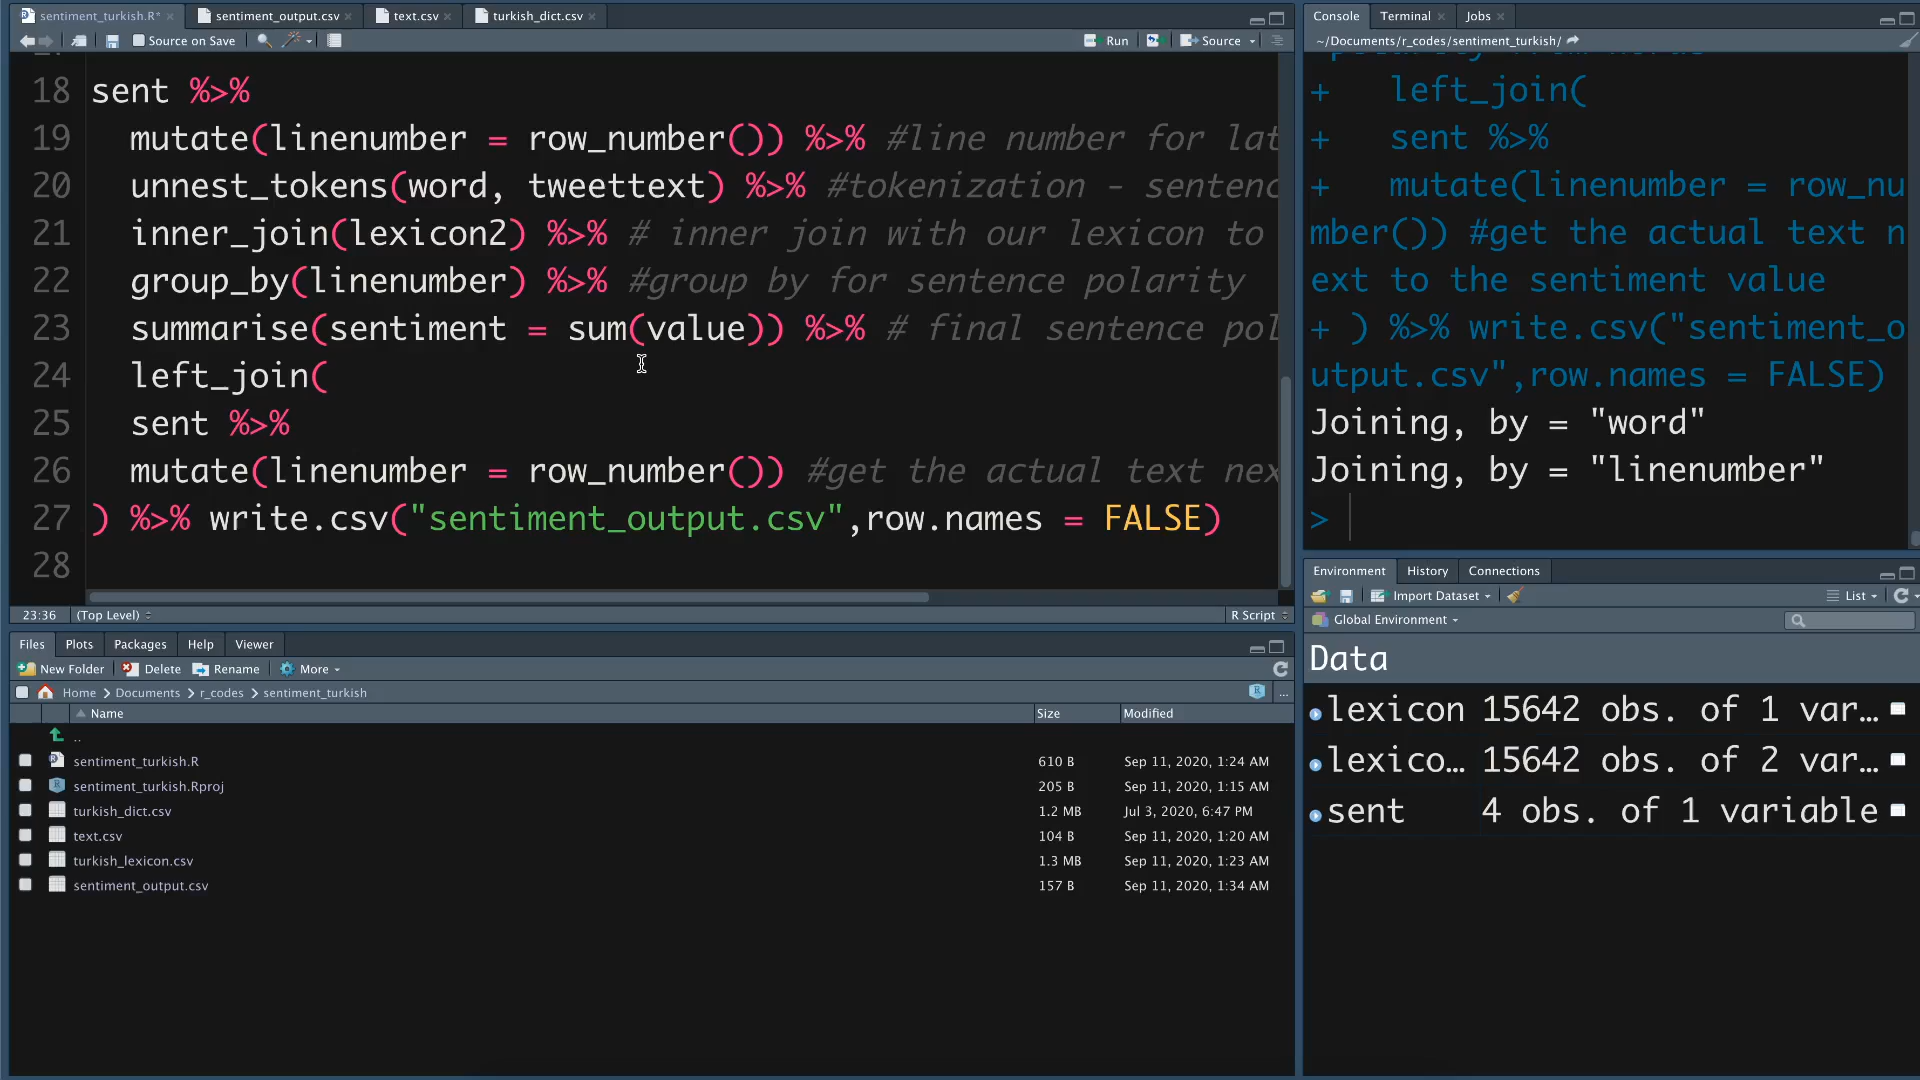 sentiment_turkish.R* sentiment_output.csv text.csv turkish_dict.csv
Source on Save Run Source
18 sent %>%
19 mutate(linenumber = row_number()) %>% #line number for lat
20 unnest_tokens(word, tweettext) %>% #tokenization - sentenc
21 inner_join(lexicon2) %>% # inner join with our lexicon to
22 group_by(linenumber) %>% #group by for sentence polarity
23 summarise(sentiment = sum(value)) %>% # final sentence pol
24 left_join(
25 sent %>%
26 mutate(linenumber = row_number()) #get the actual text nex
27 ) %>% write.csv("sentiment_output.csv",row.names = FALSE)
28
23:36 (Top Level) R Script
Files Plots Packages Help Viewer
New Folder Delete Rename More
Home Documents r_codes sentiment_turkish
...
Name Size Modified
..
sentiment_turkish.R 610 B Sep 11, 2020, 1:24 AM
sentiment_turkish.Rproj 205 B Sep 11, 2020, 1:15 AM
turkish_dict.csv 1.2 MB Jul 3, 2020, 6:47 PM
text.csv 104 B Sep 11, 2020, 1:20 AM
turkish_lexicon.csv 1.3 MB Sep 11, 2020, 1:23 AM
sentiment_output.csv 157 B Sep 11, 2020, 1:34 AM
Console Terminal Jobs
~/Documents/r_codes/sentiment_turkish/
+ left_join(
+ sent %>%
+ mutate(linenumber = row_nu
mber()) #get the actual text n
ext to the sentiment value
+ ) %>% write.csv("sentiment_o
utput.csv",row.names = FALSE)
Joining, by = "word"
Joining, by = "linenumber"
>
Environment History Connections
Import Dataset List
Global Environment
Data
lexicon 15642 obs. of 1 var…
lexico… 15642 obs. of 2 var…
sent 4 obs. of 1 variable